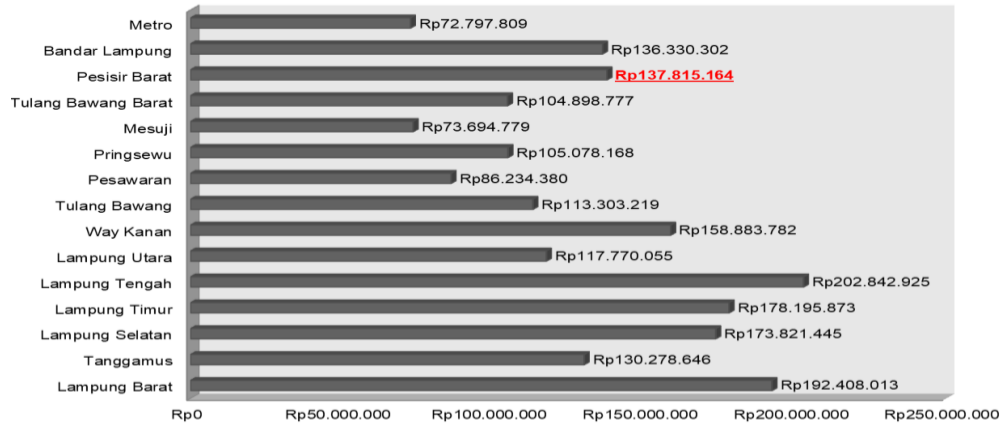 Metro Rp72.797.809
Bandar Lampung Rp136.330.302
Pesisir Barat Rp137.815.164
Tulang Bawang Barat Rp104.898.777
Mesuji Rp73.694.779
Pringsewu Rp105.078.168
Pesawaran Rp86.234.380
Tulang Bawang Rp113.303.219
Way Kanan Rp158.883.782
Lampung Utara Rp117.770.055
Lampung Tengah Rp202.842.925
Lampung Timur Rp178.195.873
Lampung Selatan Rp173.821.445
Tanggamus Rp130.278.646
Lampung Barat Rp192.408.013
Rp0 Rp50.000.000 Rp100.000.000 Rp150.000.000 Rp200.000.000 Rp250.000.000